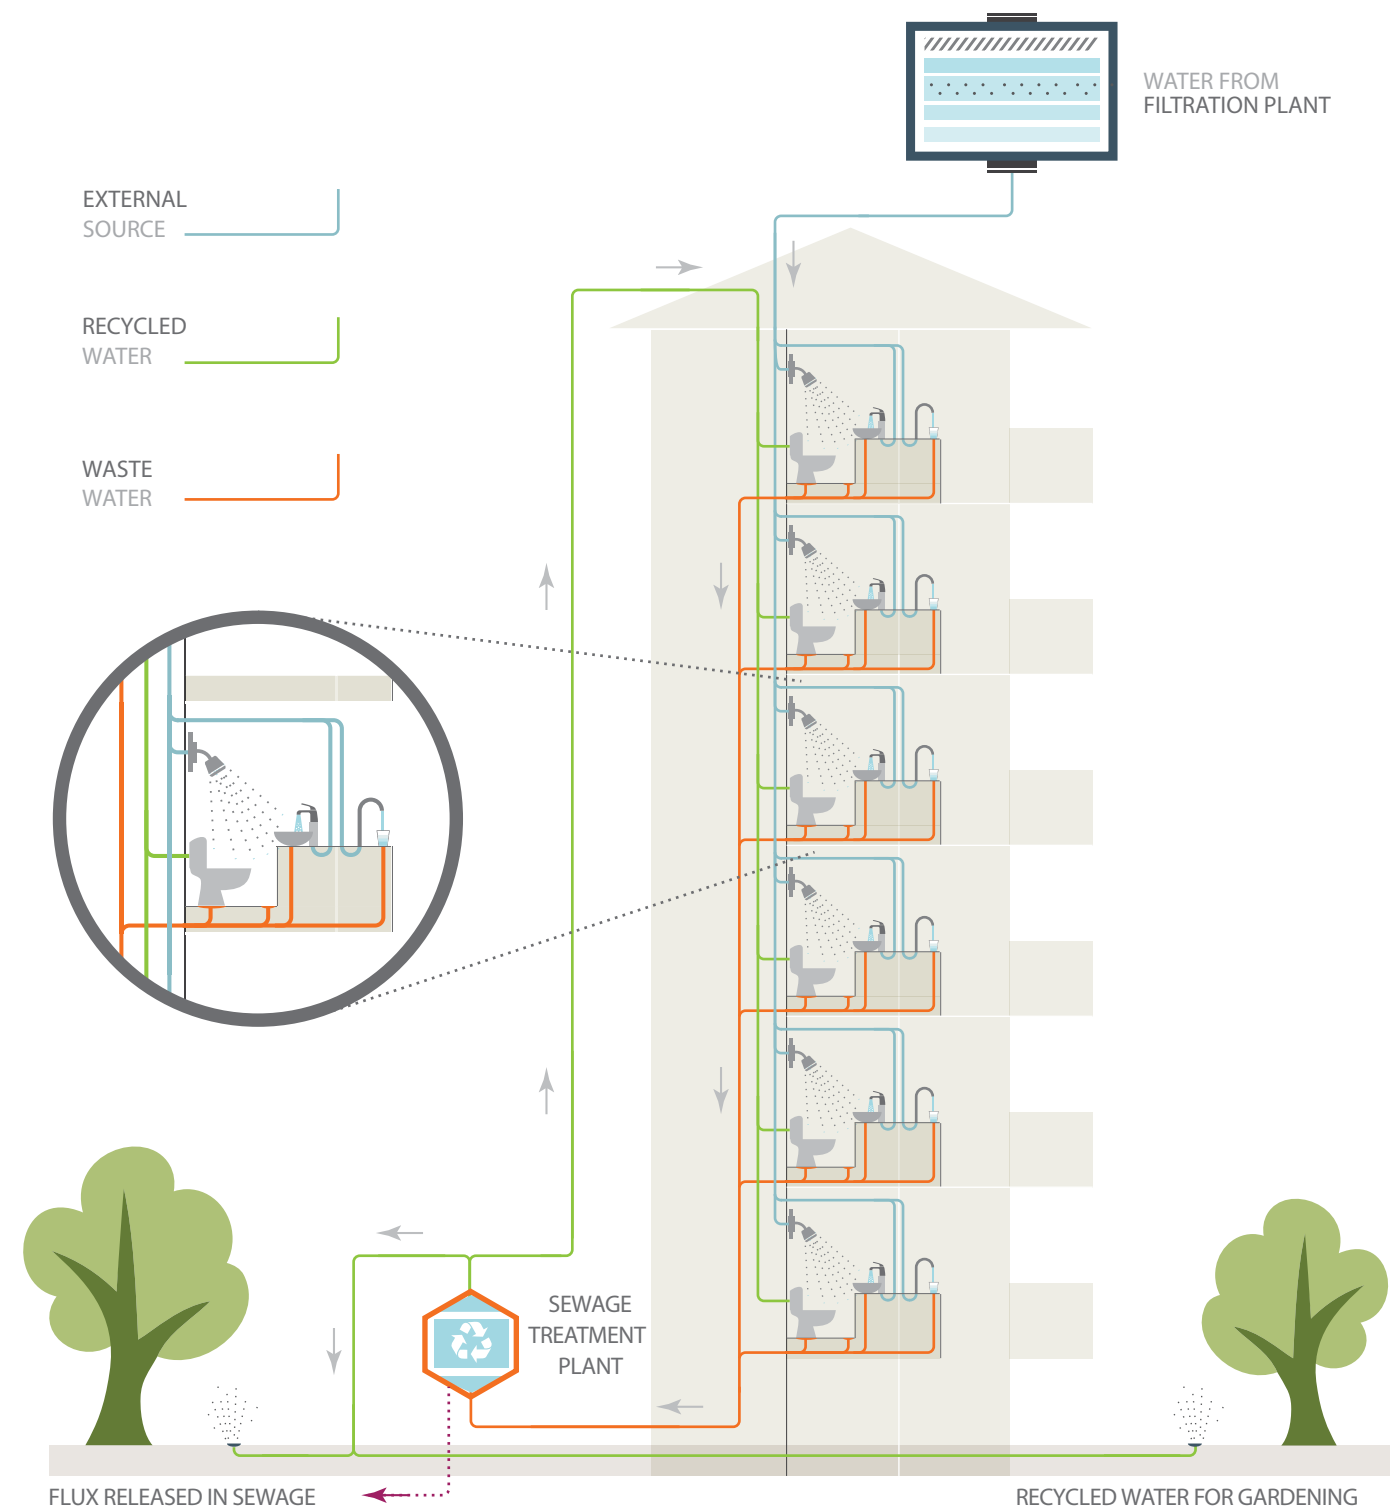 WATER FROM
FILTRATION PLANT
EXTERNAL
SOURCE
RECYCLED
WATER
WASTE
WATER
SEWAGE
TREATMENT
PLANT
FLUX RELEASED IN SEWAGE
RECYCLED WATER FOR GARDENING